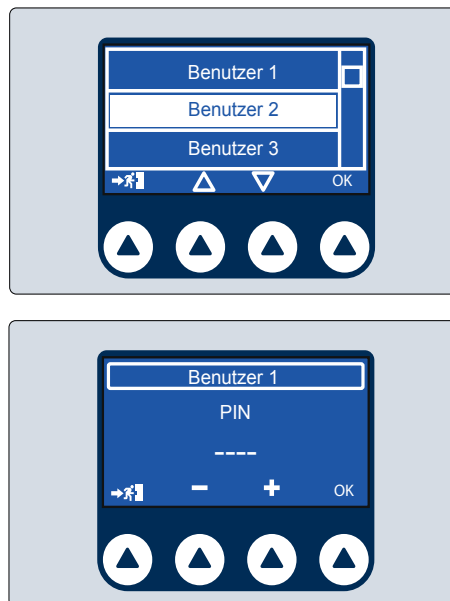 Benutzer 1
Benutzer 2
Benutzer 3
OK
Benutzer 1
PIN
----
− + OK